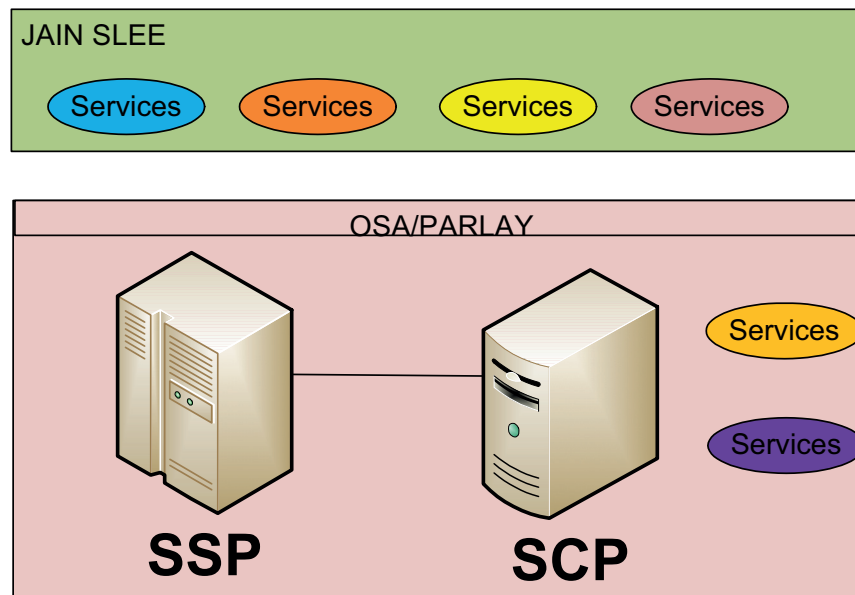 JAIN SLEE
Services Services Services Services
OSA/PARLAY
Services
Services
SSP SCP